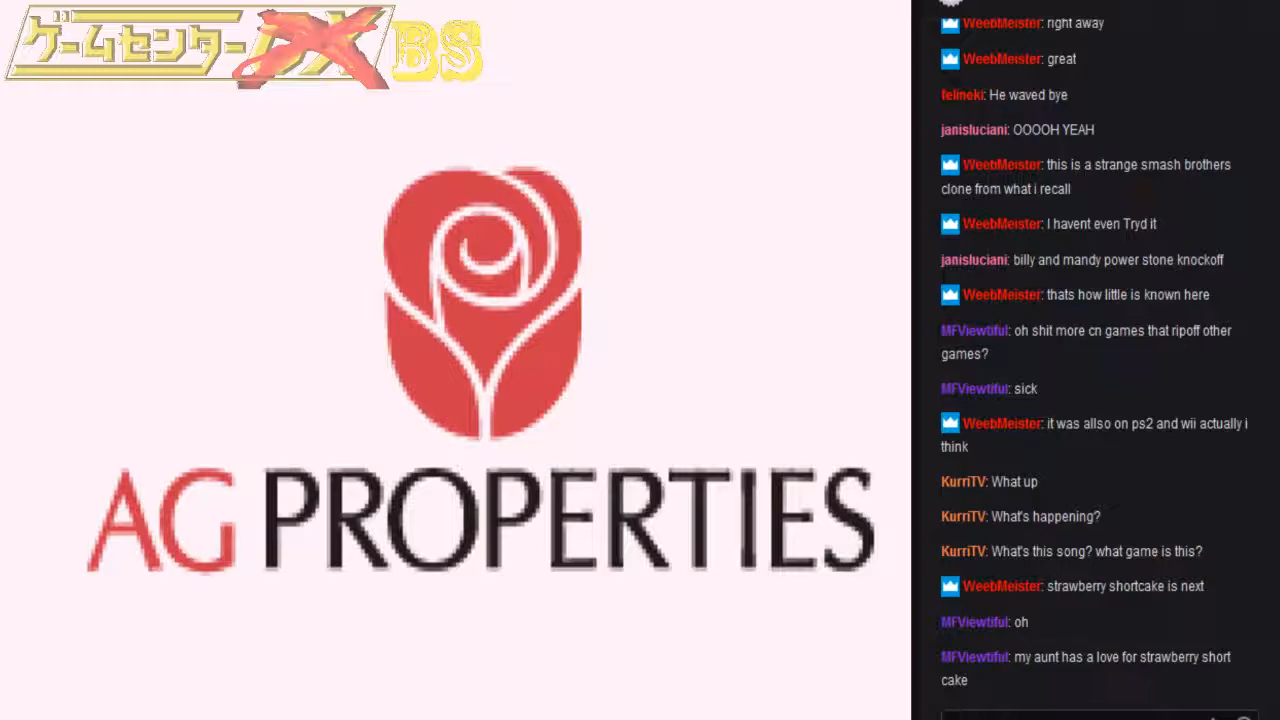 ゲームセンターDX BS
AG PROPERTIES
WeebMeister: right away
WeebMeister: great
felineki: He waved bye
janisluciani: OOOOH YEAH
WeebMeister: this is a strange smash brothers
clone from what i recall
WeebMeister: I havent even Tryd it
janisluciani: billy and mandy power stone knockoff
WeebMeister: thats how little is known here
MFViewtiful: oh shit more cn games that ripoff other
games?
MFViewtiful: sick
WeebMeister: it was allso on ps2 and wii actually i
think
KurriTV: What up
KurriTV: What's happening?
KurriTV: What's this song? what game is this?
WeebMeister: strawberry shortcake is next
MFViewtiful: oh
MFViewtiful: my aunt has a love for strawberry short
cake